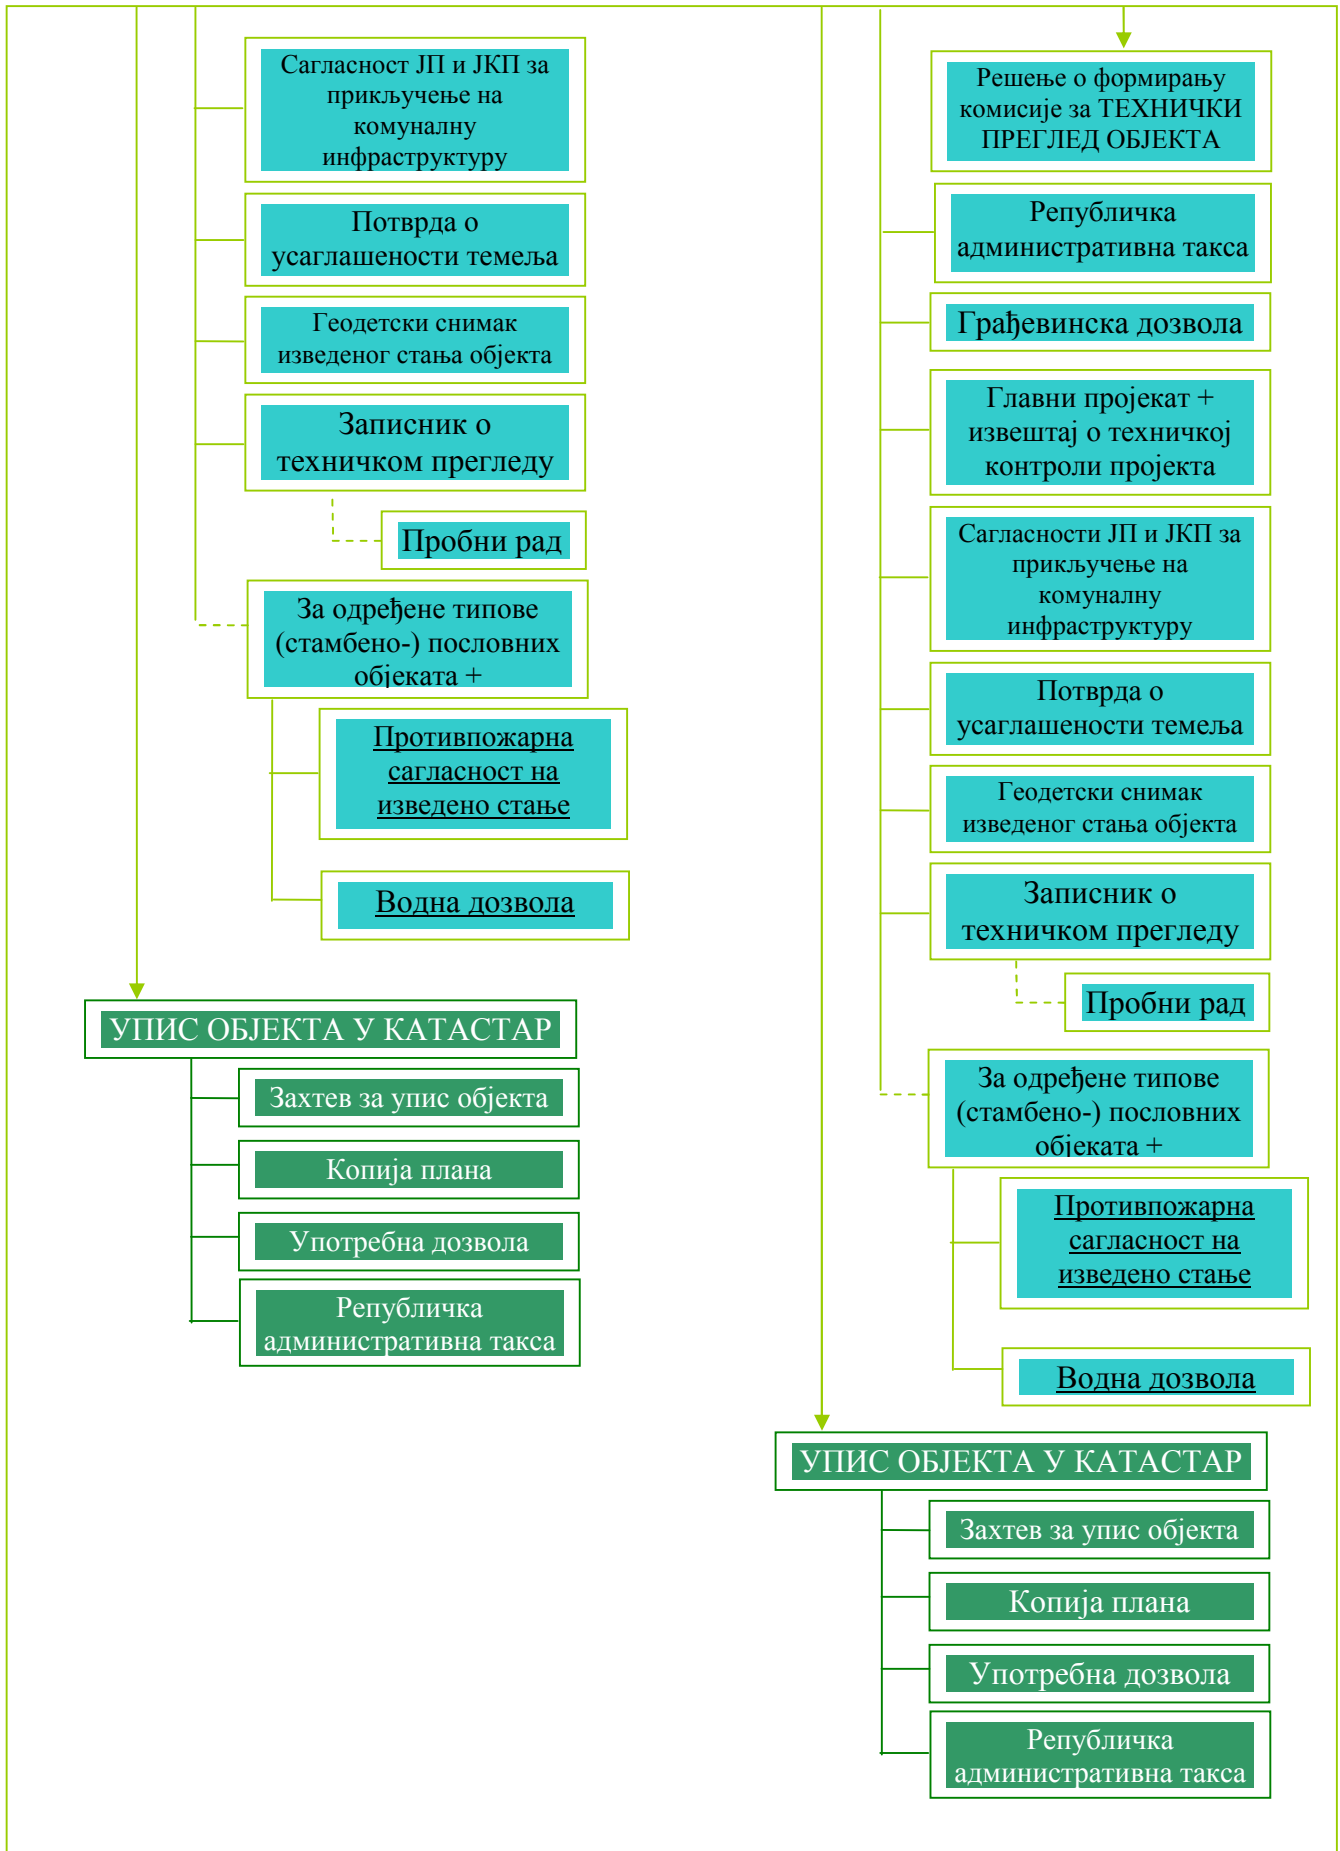 Сагласност ЈП и ЈКП за
прикључење на
комуналну
инфраструктуру
Потврда о
усаглашености темеља
Геодетски снимак
изведеног стања објекта
Записник о
техничком прегледу
Пробни рад
За одређене типове
(стамбено-) пословних
објеката +
Противпожарна
сагласност на
изведено стање
Водна дозвола
УПИС ОБЈЕКТА У КАТАСТАР
Захтев за упис објекта
Копија плана
Употребна дозвола
Републичка
административна такса
Решење о формирању
комисије за ТЕХНИЧКИ
ПРЕГЛЕД ОБЈЕКТА
Републичка
административна такса
Грађевинска дозвола
Главни пројекат +
извештај о техничкој
контроли пројекта
Сагласности ЈП и ЈКП за
прикључење на
комуналну
инфраструктуру
Потврда о
усаглашености темеља
Геодетски снимак
изведеног стања објекта
Записник о
техничком прегледу
Пробни рад
За одређене типове
(стамбено-) пословних
објеката +
Противпожарна
сагласност на
изведено стање
Водна дозвола
УПИС ОБЈЕКТА У КАТАСТАР
Захтев за упис објекта
Копија плана
Употребна дозвола
Републичка
административна такса